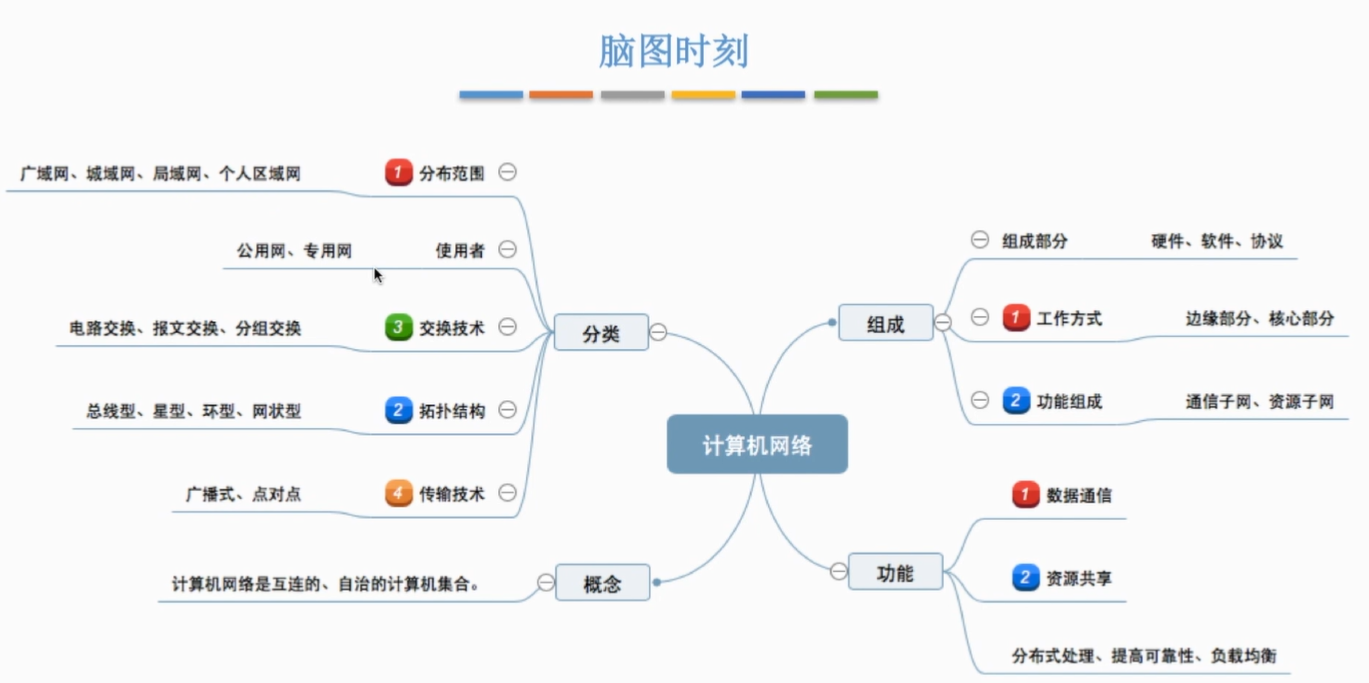 脑图时刻
广域网、城域网、局域网、个人区域网
1 分布范围
公用网、专用网
使用者
电路交换、报文交换、分组交换
3 交换技术
总线型、星型、环型、网状型
2 拓扑结构
广播式、点对点
4 传输技术
分类
计算机网络是互连的、自治的计算机集合。
概念
计算机网络
组成
组成部分
硬件、软件、协议
1 工作方式
边缘部分、核心部分
2 功能组成
通信子网、资源子网
功能
1 数据通信
2 资源共享
分布式处理、提高可靠性、负载均衡